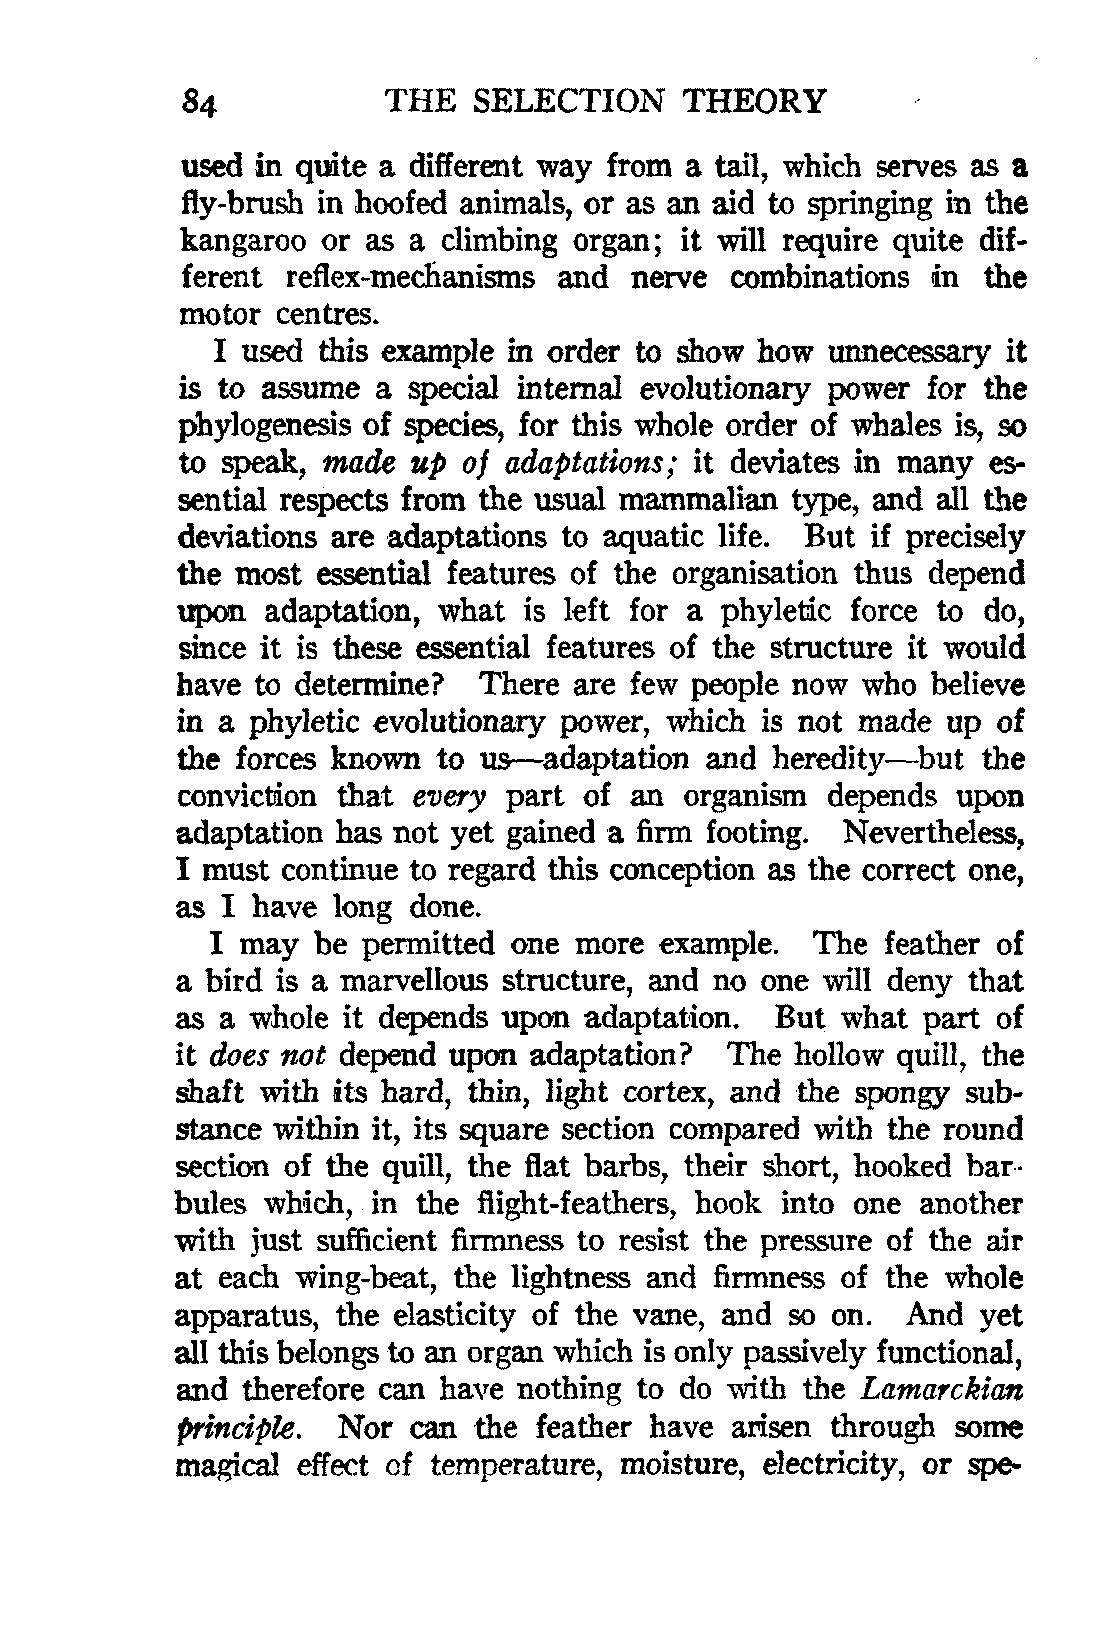 84 THE SELECTION THEORY
used in quite a different way from a tail, which serves as a
fly-brush in hoofed animals, or as an aid to springing in the
kangaroo or as a climbing organ; it will require quite dif-
ferent reflex-mechanisms and nerve combinations in the
motor centres.
I used this example in order to show how unnecessary it
is to assume a special internal evolutionary power for the
phylogenesis of species, for this whole order of whales is, so
to speak, made up of adaptations; it deviates in many es-
sential respects from the usual mammalian type, and all the
deviations are adaptations to aquatic life. But if precisely
the most essential features of the organisation thus depend
upon adaptation, what is left for a phyletic force to do,
since it is these essential features of the structure it would
have to determine? There are few people now who believe
in a phyletic evolutionary power, which is not made up of
the forces known to us—adaptation and heredity—but the
conviction that every part of an organism depends upon
adaptation has not yet gained a firm footing. Nevertheless,
I must continue to regard this conception as the correct one,
as I have long done.
I may be permitted one more example. The feather of
a bird is a marvellous structure, and no one will deny that
as a whole it depends upon adaptation. But what part of
it does not depend upon adaptation? The hollow quill, the
shaft with its hard, thin, light cortex, and the spongy sub-
stance within it, its square section compared with the round
section of the quill, the flat barbs, their short, hooked bar-
bules which, in the flight-feathers, hook into one another
with just sufficient firmness to resist the pressure of the air
at each wing-beat, the lightness and firmness of the whole
apparatus, the elasticity of the vane, and so on. And yet
all this belongs to an organ which is only passively functional,
and therefore can have nothing to do with the Lamarckian
principle. Nor can the feather have arisen through some
magical effect of temperature, moisture, electricity, or spe-